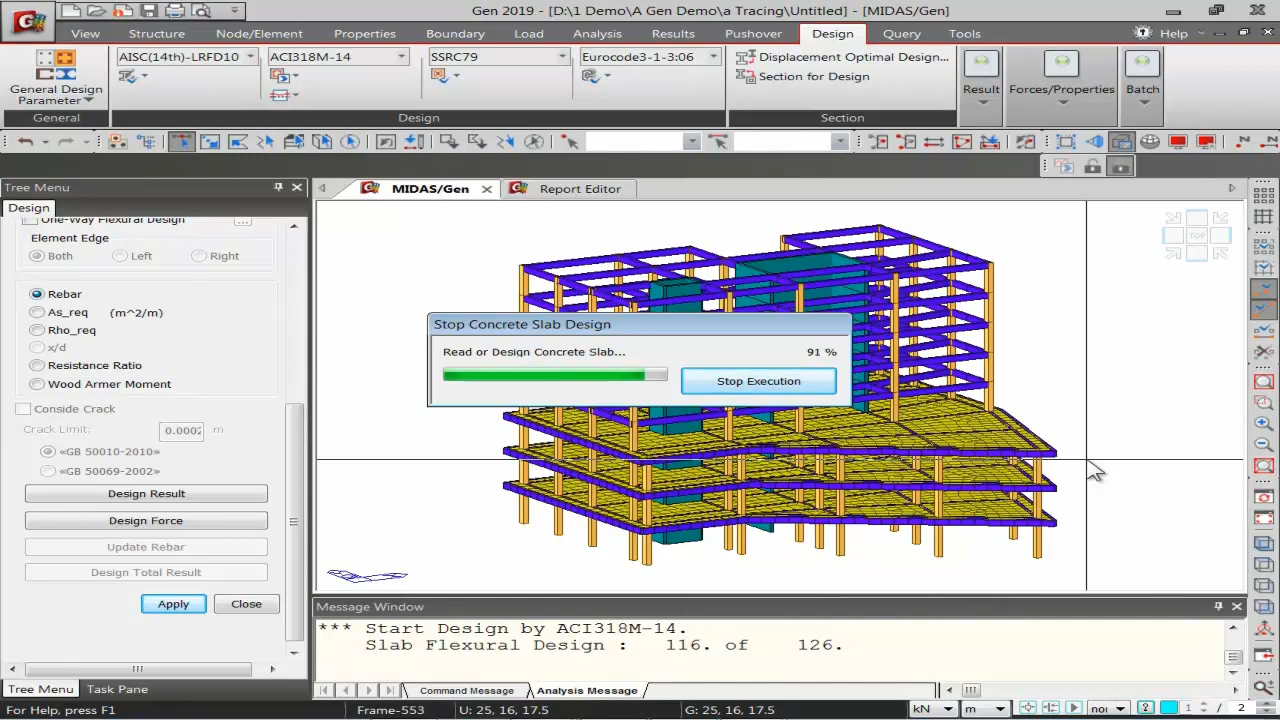 Gen 2019 - [D:\1 Demo\A Gen Demo\a Tracing\Untitled] - [MIDAS/Gen]
View Structure Node/Element Properties Boundary Load Analysis Results Pushover Design Query Tools Help
AISC(14th)-LRFD10 ACI318M-14 SSRC79 Eurocode3-1-3:06 Displacement Optimal Design...
Section for Design
General Design
Parameter
Result Forces/Properties Batch
General Design Section
Tree Menu
MIDAS/Gen Report Editor
Design
One-Way Flexural Design ...
Element Edge
Both Left Right
Rebar
As_req (m^2/m)
Rho_req
x/d
Resistance Ratio
Wood Armer Moment
Conside Crack
Crack Limit: 0.0002 m
«GB 50010-2010»
«GB 50069-2002»
Design Result
Design Force
Update Rebar
Design Total Result
Apply Close
TOP
Stop Concrete Slab Design
Read or Design Concrete Slab... 91 %
Stop Execution
Message Window
*** Start Design by ACI318M-14.
Slab Flexural Design : 116. of 126.
Command Message Analysis Design
Tree Menu Task Pane
For Help, press F1 Frame-553 U: 25, 16, 17.5 G: 25, 16, 17.5 kN m nor 1 / 2